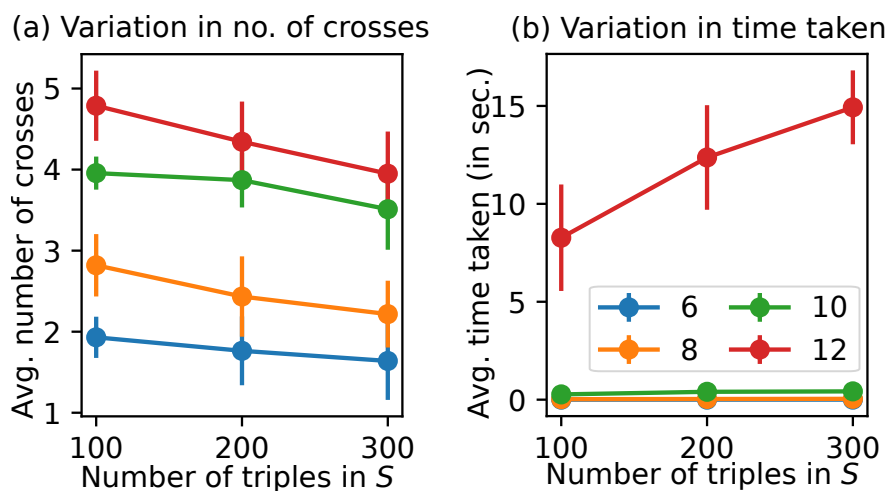 (a) Variation in no. of crosses
Avg. number of crosses
5
4
3
2
1
100 200 300
Number of triples in S
(b) Variation in time taken
Avg. time taken (in sec.)
15
10
5
0
6 10
8 12
100 200 300
Number of triples in S